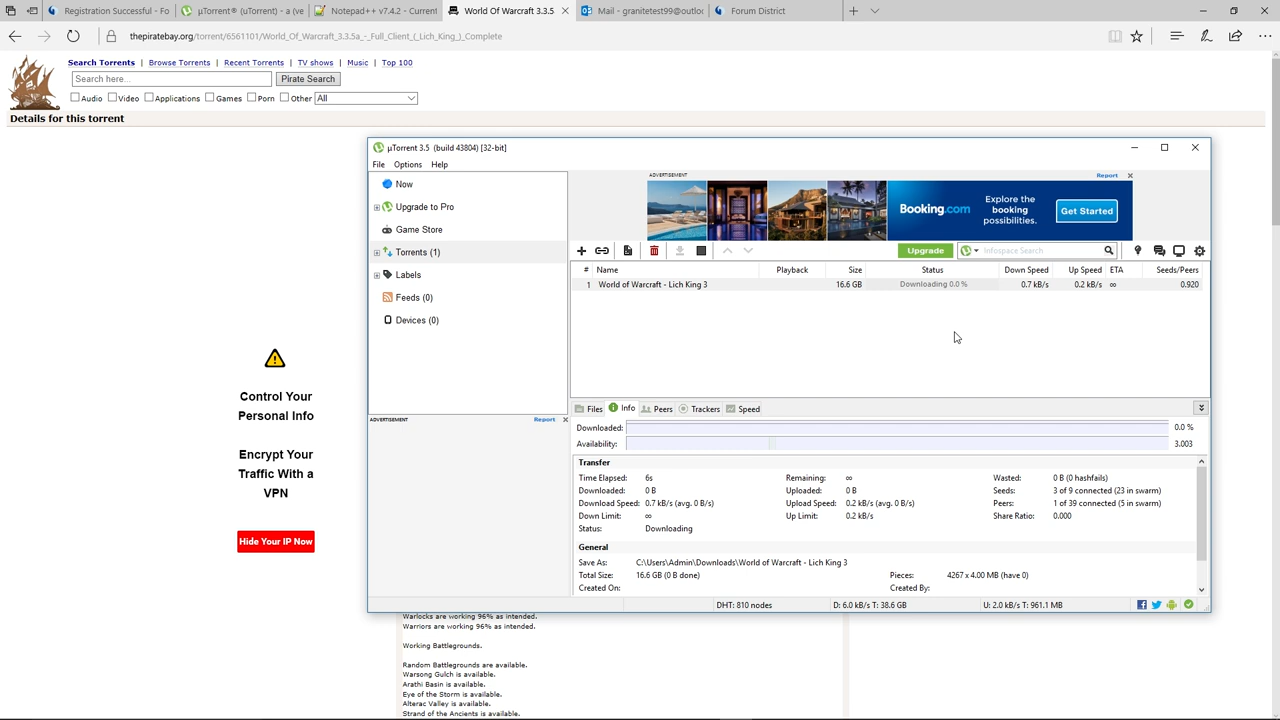 Registration Successful - Fo
µTorrent® (uTorrent) - a (ve
Notepad++ v7.4.2 - Current
World Of Warcraft 3.3.5
Mail - granitetest99@outloo
Forum District
thepiratebay.org/torrent/6561101/World_Of_Warcraft_3.3.5a_-_Full_Client_(_Lich_King_)_Complete
Search Torrents | Browse Torrents | Recent Torrents | TV shows | Music | Top 100
Search here... Pirate Search
Audio Video Applications Games Porn Other All
Details for this torrent
µTorrent 3.5 (build 43804) [32-bit]
File Options Help
Now
Upgrade to Pro
Game Store
Torrents (1)
Labels
Feeds (0)
Devices (0)
ADVERTISEMENT Report
ADVERTISEMENT Report
Booking.com
Explore the
booking
possibilities.
Get Started
Upgrade Infospace Search
# Name Playback Size Status Down Speed Up Speed ETA Seeds/Peers
1 World of Warcraft - Lich King 3 16.6 GB Downloading 0.0 % 0.7 kB/s 0.2 kB/s ∞ 0.920
Files Info Peers Trackers Speed
Downloaded: 0.0 %
Availability: 3.003
Transfer
Time Elapsed: 6s Remaining: ∞ Wasted: 0 B (0 hashfails)
Downloaded: 0 B Uploaded: 0 B Seeds: 3 of 9 connected (23 in swarm)
Download Speed: 0.7 kB/s (avg. 0 B/s) Upload Speed: 0.2 kB/s (avg. 0 B/s) Peers: 1 of 39 connected (5 in swarm)
Down Limit: ∞ Up Limit: 0.2 kB/s Share Ratio: 0.000
Status: Downloading
General
Save As: C:\Users\Admin\Downloads\World of Warcraft - Lich King 3
Total Size: 16.6 GB (0 B done) Pieces: 4267 x 4.00 MB (have 0)
Created On: Created By:
DHT: 810 nodes D: 6.0 kB/s T: 38.6 GB U: 2.0 kB/s T: 961.1 MB
Control Your
Personal Info
Encrypt Your
Traffic With a
VPN
Hide Your IP Now
Warlocks are working 96% as intended.
Warriors are working 96% as intended.
Working Battlegrounds.
Random Battlegrounds are available.
Warsong Gulch is available.
Arathi Basin is available.
Eye of the Storm is available.
Alterac Valley is available.
Strand of the Ancients is available.